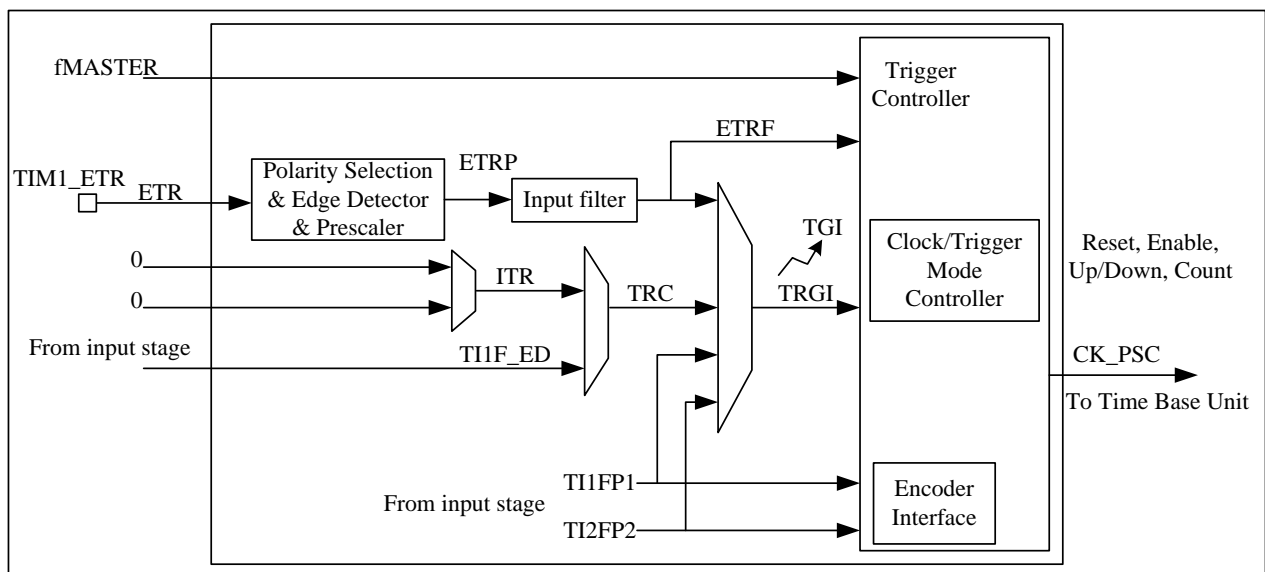 fMASTER
Trigger
Controller
ETRF
TIM1_ETR
ETR
Polarity Selection
& Edge Detector
& Prescaler
ETRP
Input filter
TGI
Clock/Trigger
Mode
Controller
Reset, Enable,
Up/Down, Count
0
ITR
0
TRC
TRGI
From input stage
TI1F_ED
CK_PSC
To Time Base Unit
From input stage
TI1FP1
TI2FP2
Encoder
Interface